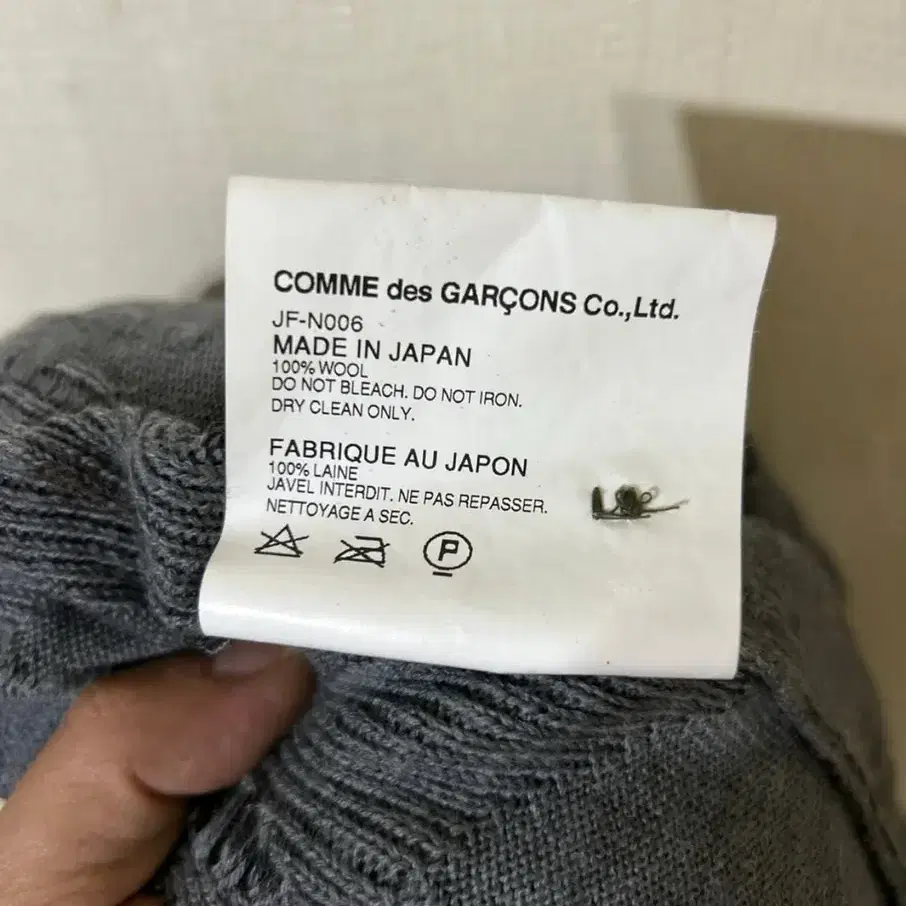 COMME des GARÇONS Co.,Ltd.
JF-N006
MADE IN JAPAN
100% WOOL
DO NOT BLEACH. DO NOT IRON.
DRY CLEAN ONLY.
FABRIQUE AU JAPON
100% LAINE
JAVEL INTERDIT. NE PAS REPASSER.
NETTOYAGE A SEC.
P